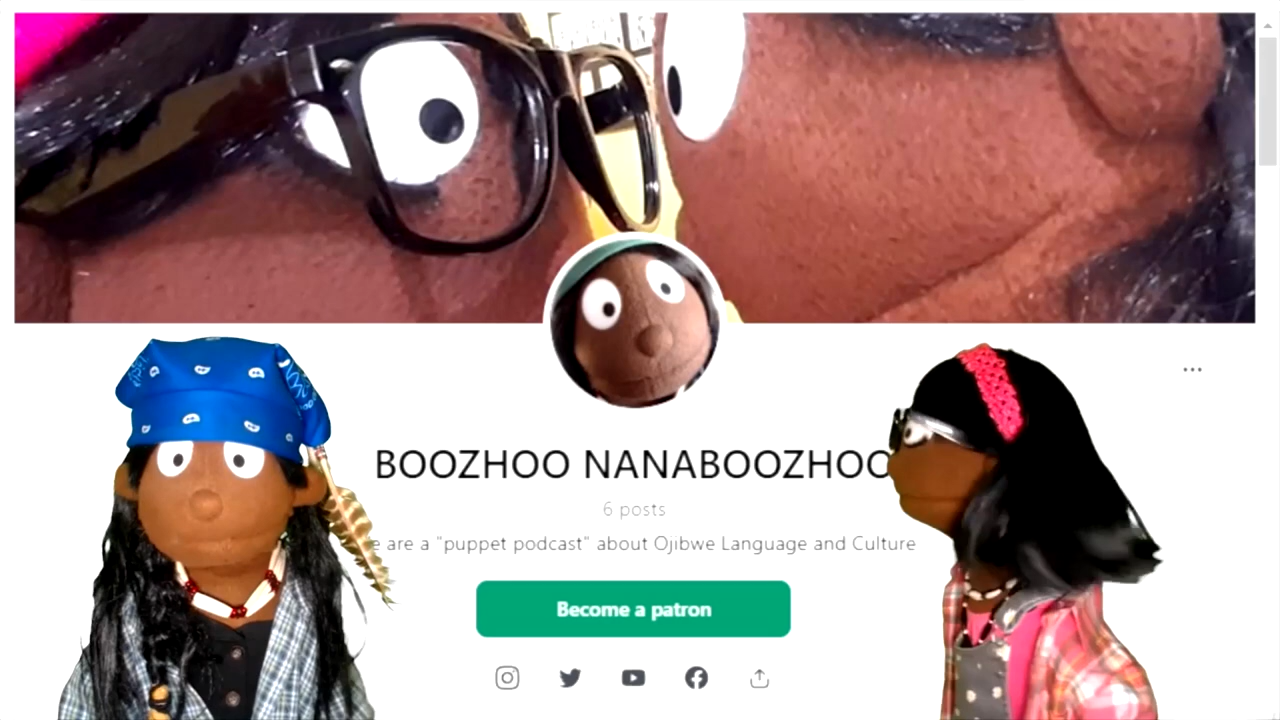 BOOZHOO NANABOOZHOO
6 posts
e are a "puppet podcast" about Ojibwe Language and Culture
Become a patron